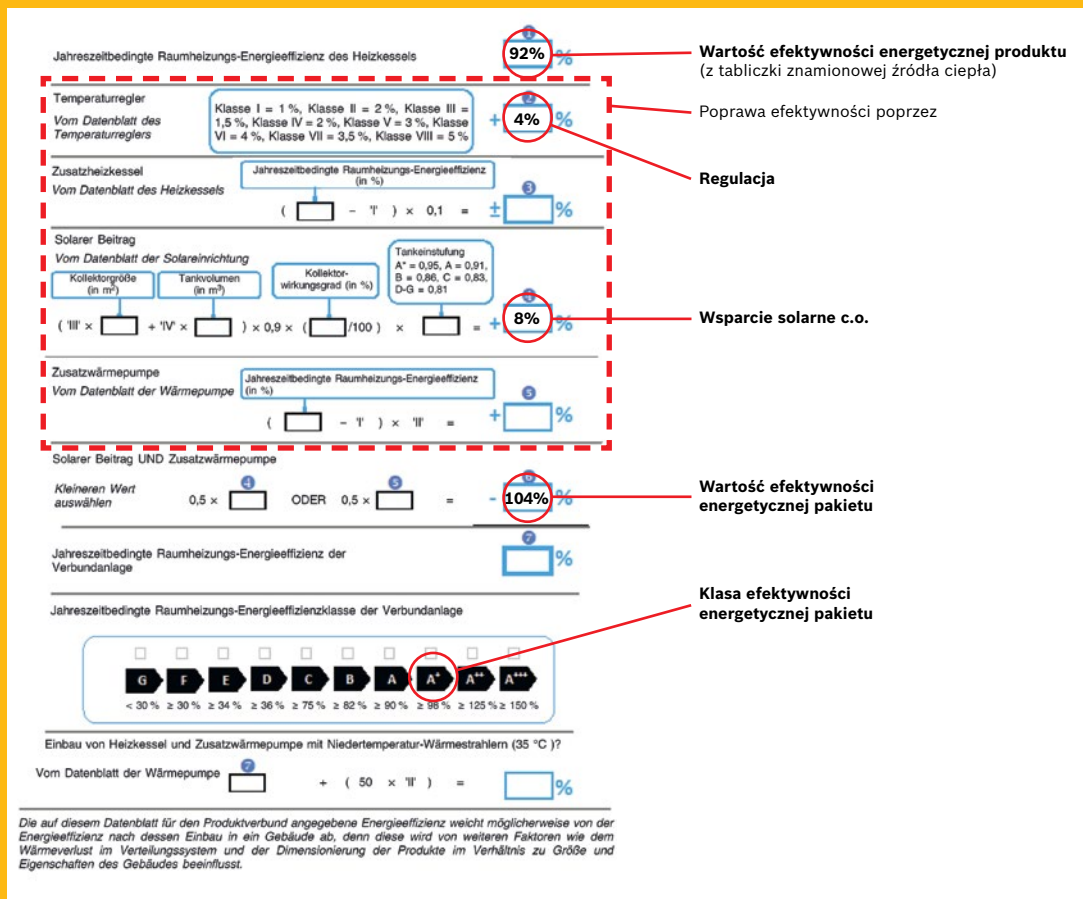 ❶
Jahreszeitbedingte Raumheizungs-Energieeffizienz des Heizkessels
92% %
Wartość efektywności energetycznej produktu
(z tabliczki znamionowej źródła ciepła)
Temperaturregler
Vom Datenblatt des
Temperaturreglers
Klasse I = 1 %, Klasse II = 2 %, Klasse III =
1,5 %, Klasse IV = 2 %, Klasse V = 3 %, Klasse
VI = 4 %, Klasse VII = 3,5 %, Klasse VIII = 5 %
❷
+ 4% %
Poprawa efektywności poprzez
Regulacja
Zusatzheizkessel
Vom Datenblatt des Heizkessels
Jahreszeitbedingte Raumheizungs-Energieeffizienz
(in %)
❸
( – 'I' ) × 0,1 = ± %
Solarer Beitrag
Vom Datenblatt der Solareinrichtung
Kollektorgröße
(in m²)
Tankvolumen
(in m³)
Kollektor-
wirkungsgrad (in %)
Tankeinstufung
A* = 0,95, A = 0,91,
B = 0,86, C = 0,83,
D-G = 0,81
❹
( 'III' × + 'IV' × ) × 0,9 × ( /100 ) × = + 8% %
Wsparcie solarne c.o.
Zusatzwärmepumpe
Vom Datenblatt der Wärmepumpe
Jahreszeitbedingte Raumheizungs-Energieeffizienz
(in %)
❺
( – 'I' ) × 'II' = + %
Solarer Beitrag UND Zusatzwärmepumpe
Kleineren Wert
auswählen
❹ ❺ ❻
0,5 × ODER 0,5 × = - 104% %
Wartość efektywności
energetycznej pakietu
❼
Jahreszeitbedingte Raumheizungs-Energieeffizienz der
Verbundanlage
%
Jahreszeitbedingte Raumheizungs-Energieeffizienzklasse der Verbundanlage
Klasa efektywności
energetycznej pakietu
G F E D C B A A⁺ A⁺⁺ A⁺⁺⁺
< 30 % ≥ 30 % ≥ 34 % ≥ 36 % ≥ 75 % ≥ 82 % ≥ 90 % ≥ 98 % ≥ 125 % ≥ 150 %
Einbau von Heizkessel und Zusatzwärmepumpe mit Niedertemperatur-Wärmestrahlern (35 °C )?
❼
Vom Datenblatt der Wärmepumpe + ( 50 × 'II' ) = %
Die auf diesem Datenblatt für den Produktverbund angegebene Energieeffizienz weicht möglicherweise von der
Energieeffizienz nach dessen Einbau in ein Gebäude ab, denn diese wird von weiteren Faktoren wie dem
Wärmeverlust im Verteilungssystem und der Dimensionierung der Produkte im Verhältnis zu Größe und
Eigenschaften des Gebäudes beeinflusst.